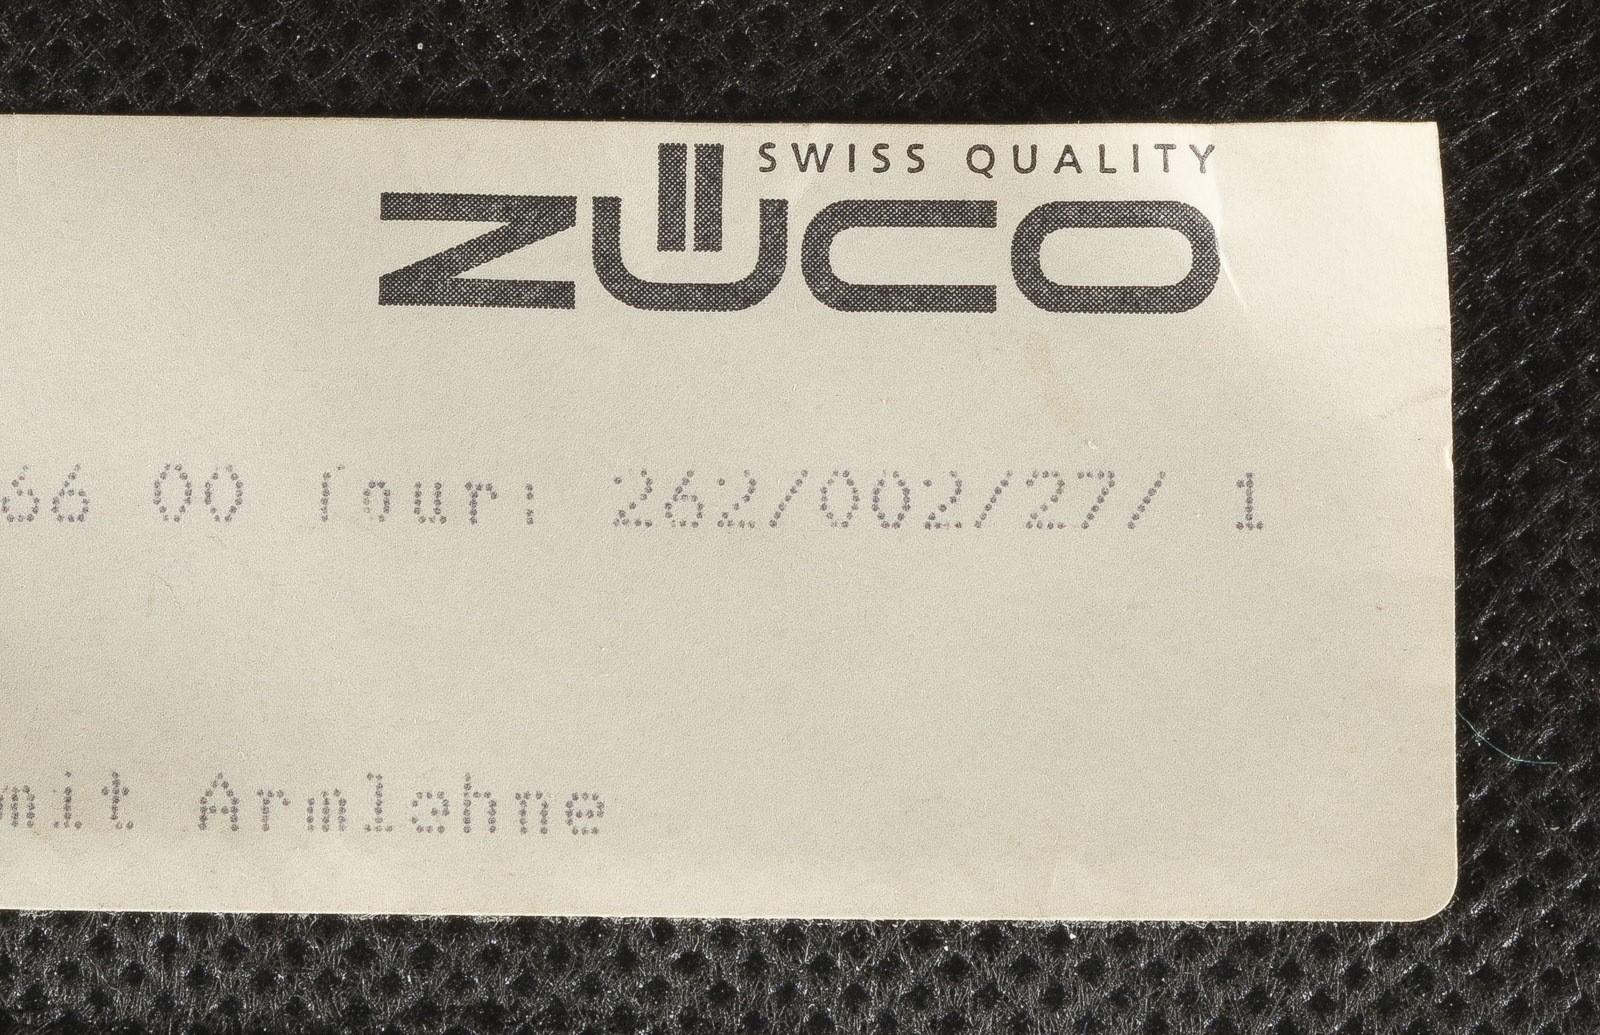 SWISS QUALITY
ZÜCO
66 00 Tour: 262/002/27/ 1
mit Armlehne